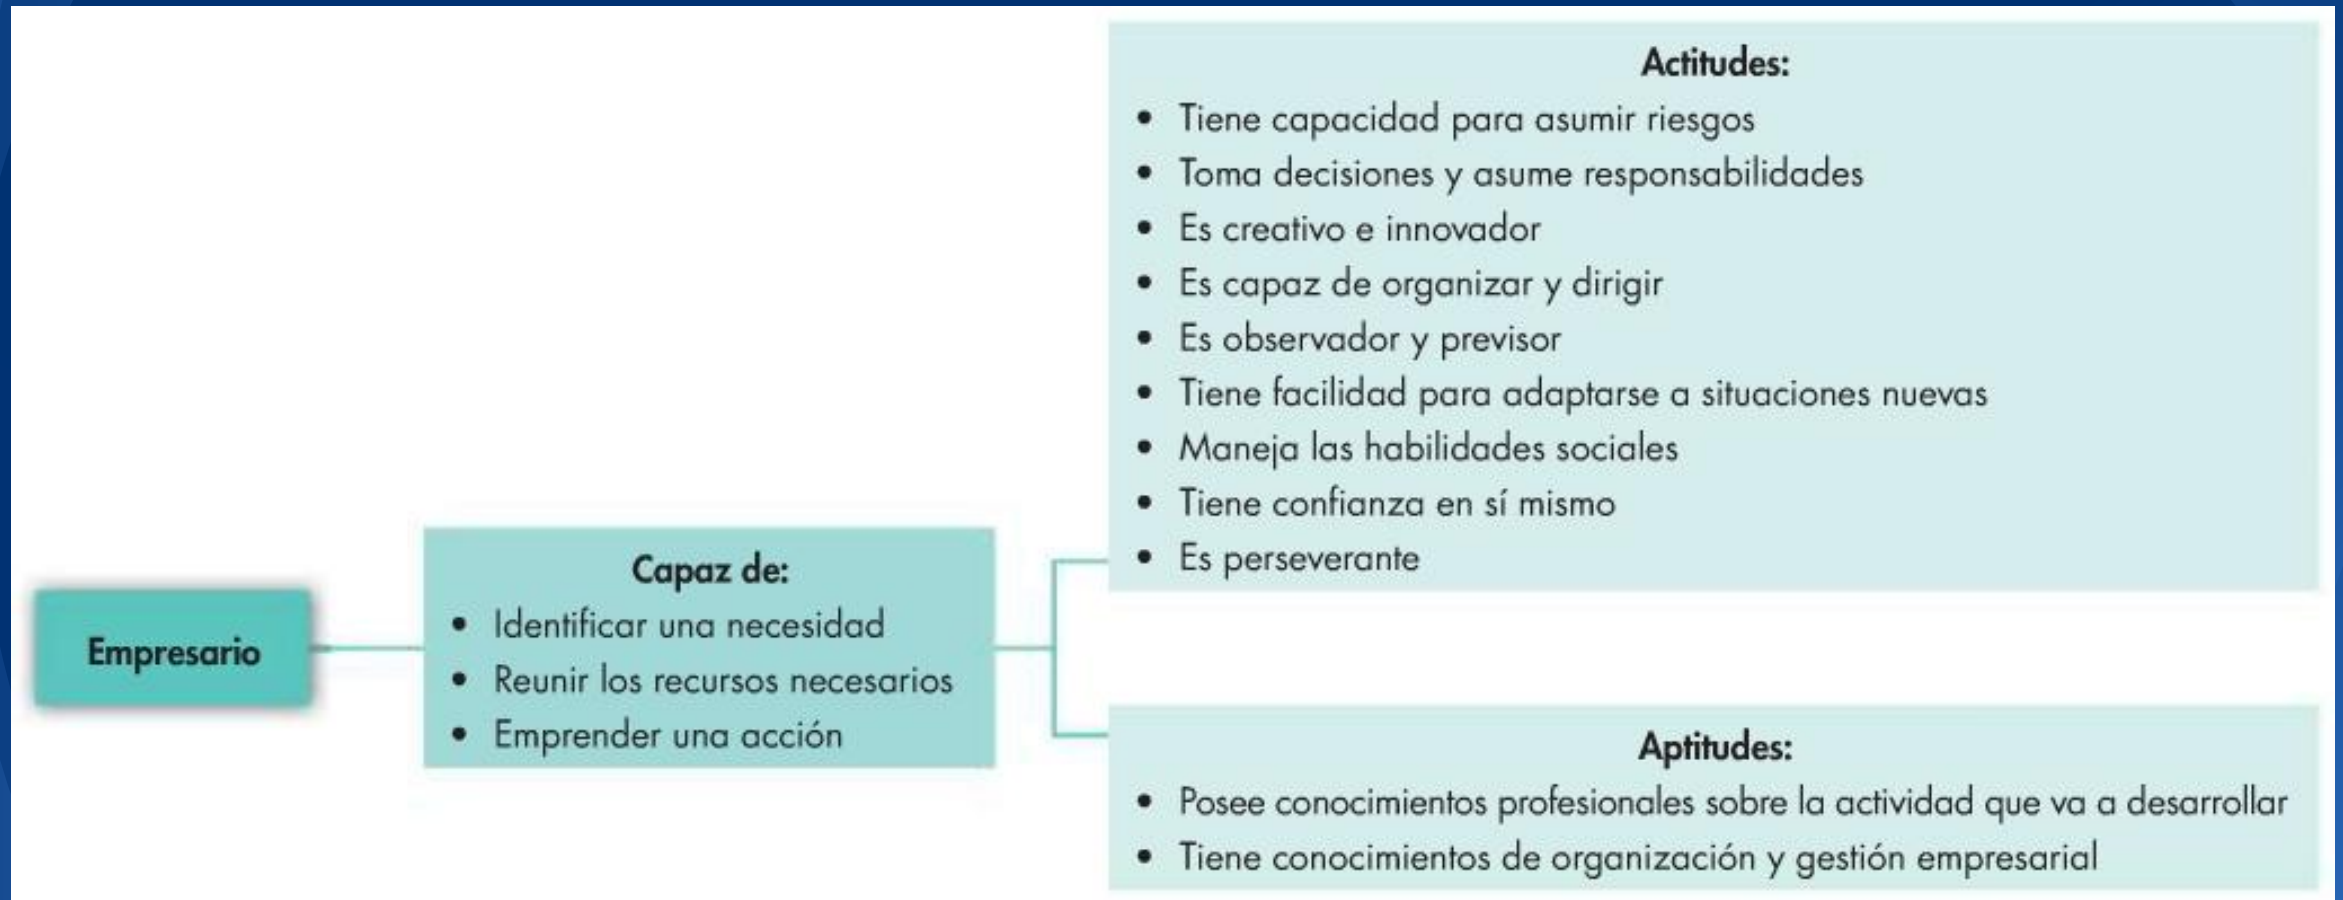 Empresario
Capaz de:
• Identificar una necesidad
• Reunir los recursos necesarios
• Emprender una acción
Actitudes:
• Tiene capacidad para asumir riesgos
• Toma decisiones y asume responsabilidades
• Es creativo e innovador
• Es capaz de organizar y dirigir
• Es observador y previsor
• Tiene facilidad para adaptarse a situaciones nuevas
• Maneja las habilidades sociales
• Tiene confianza en sí mismo
• Es perseverante
Aptitudes:
• Posee conocimientos profesionales sobre la actividad que va a desarrollar
• Tiene conocimientos de organización y gestión empresarial